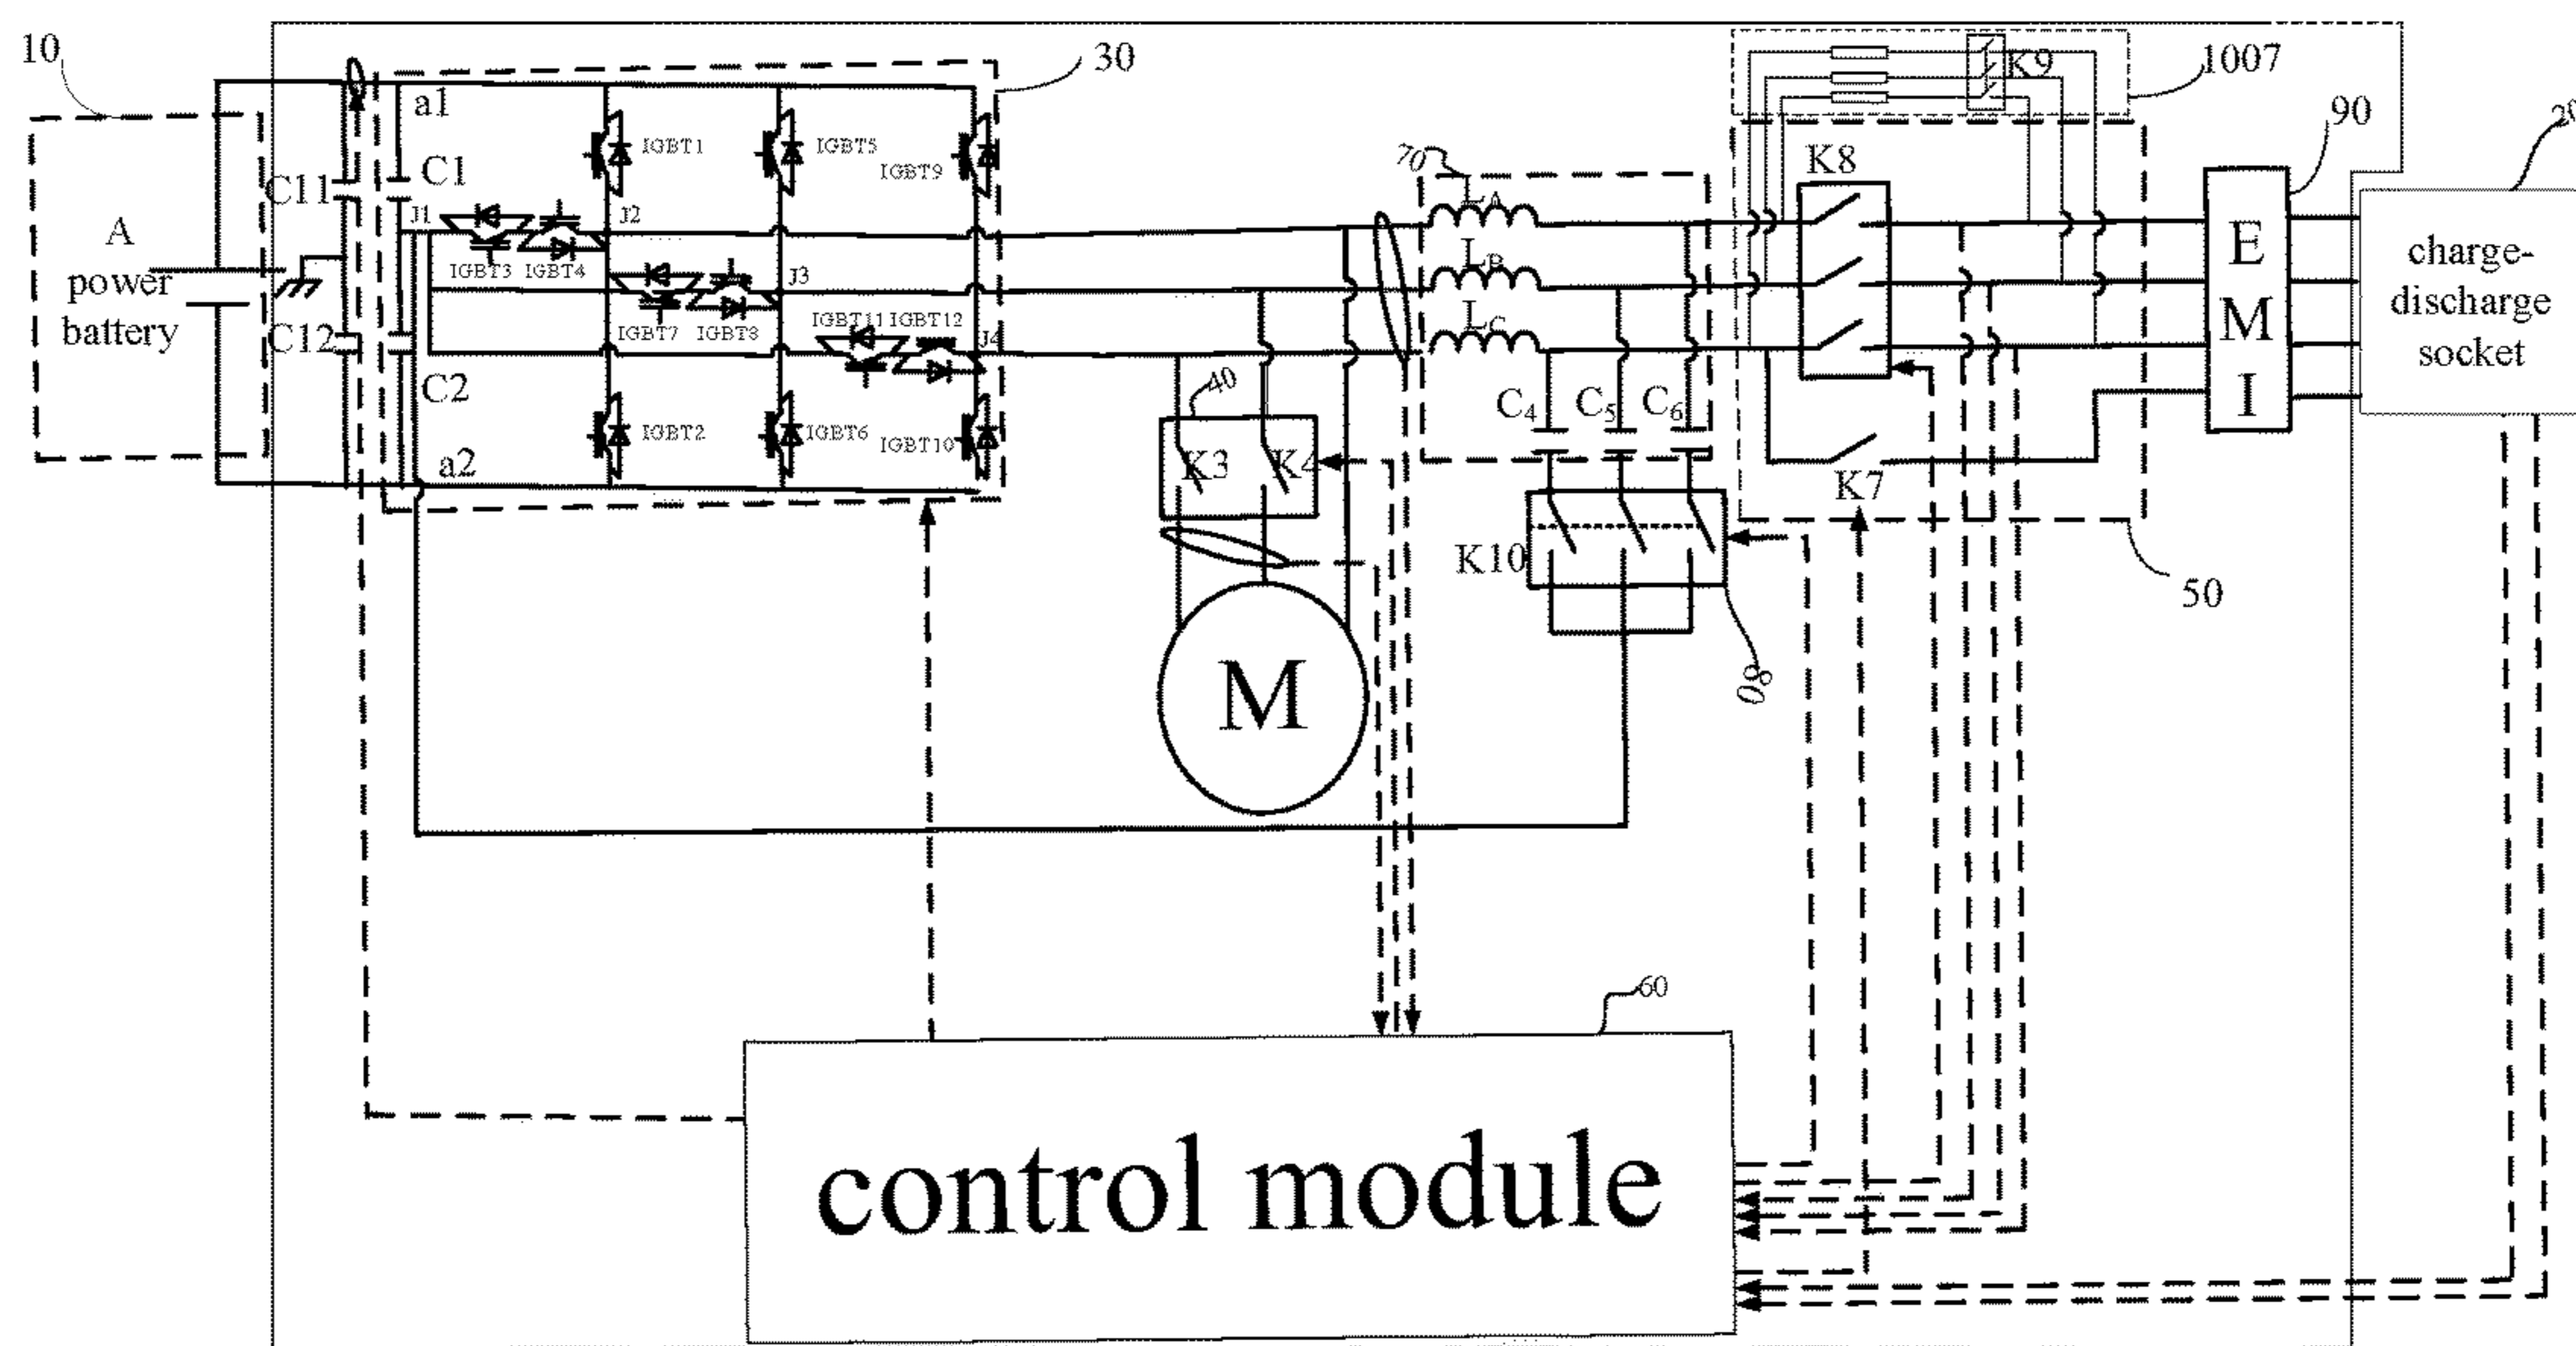 10
30
K9
1007
90
20
a1
C1
C11
IGBT1
IGBT5
IGBT9
70
K8
LA
J1
J2
A
power
battery
IGBT3
IGBT4
J3
LB
E
M
I
charge-
discharge
socket
IGBT7
IGBT8
IGBT11
IGBT12
J4
LC
C12
C2
40
C4
C5
C6
IGBT2
IGBT6
IGBT10
a2
K3
K4
K7
K10
50
80
M
60
control module